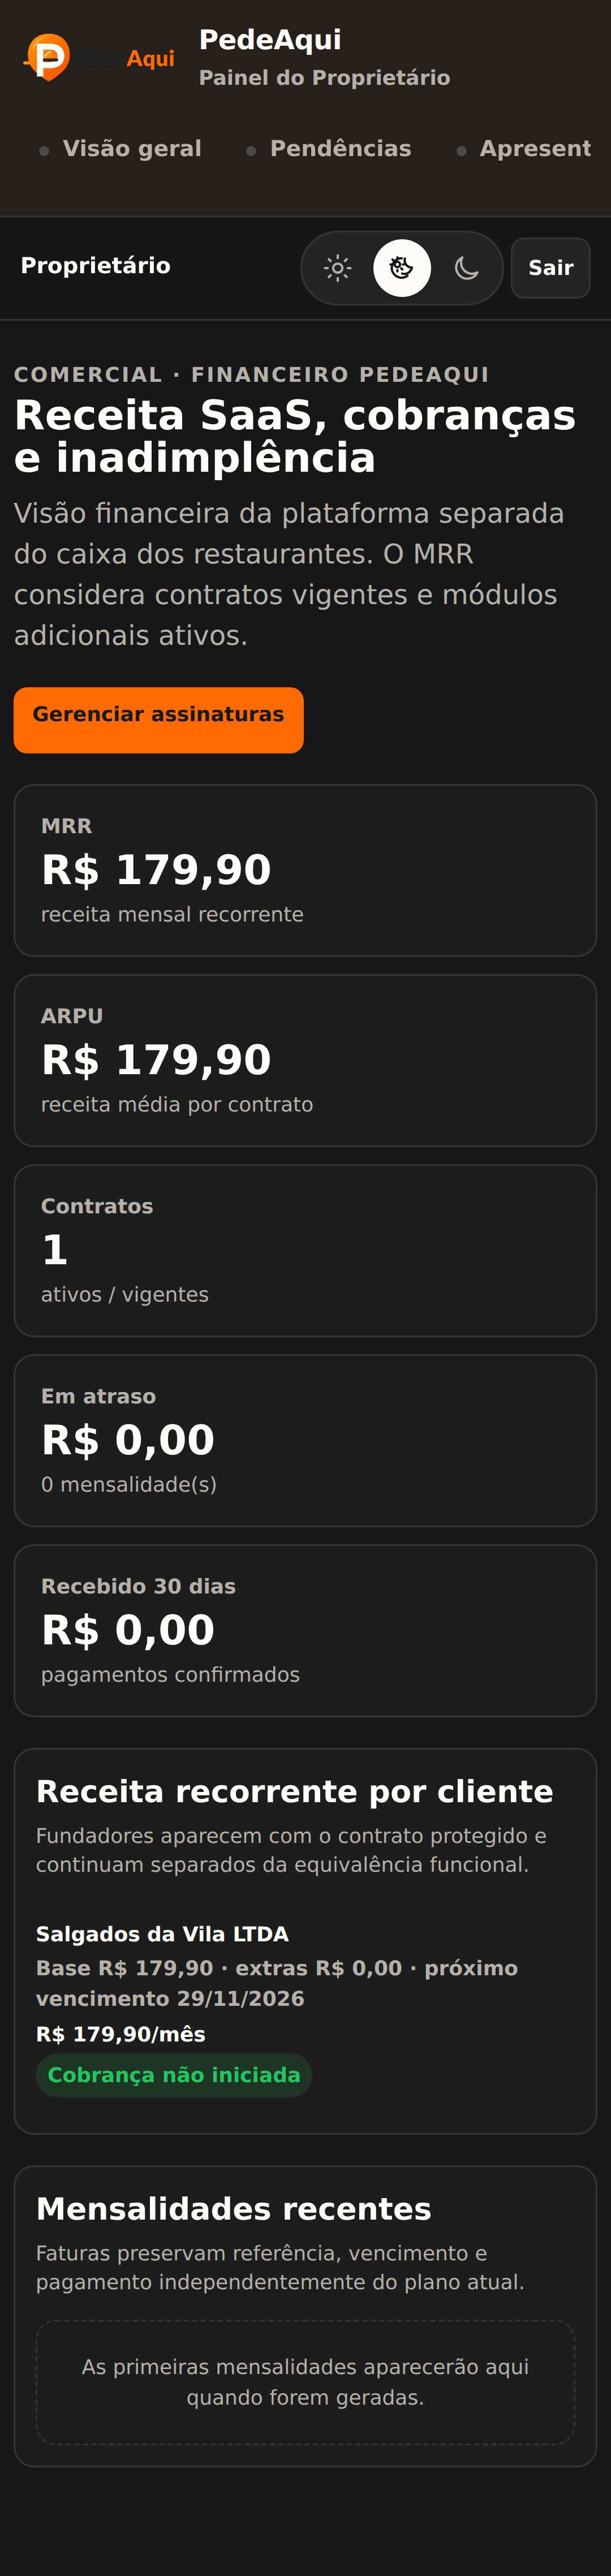 Aqui
PedeAqui
Painel do Proprietário
Visão geral
Pendências
Apresent
Proprietário
Sair
COMERCIAL · FINANCEIRO PEDEAQUI
Receita SaaS, cobranças
e inadimplência
Visão financeira da plataforma separada
do caixa dos restaurantes. O MRR
considera contratos vigentes e módulos
adicionais ativos.
Gerenciar assinaturas
MRR
R$ 179,90
receita mensal recorrente
ARPU
R$ 179,90
receita média por contrato
Contratos
1
ativos / vigentes
Em atraso
R$ 0,00
0 mensalidade(s)
Recebido 30 dias
R$ 0,00
pagamentos confirmados
Receita recorrente por cliente
Fundadores aparecem com o contrato protegido e
continuam separados da equivalência funcional.
Salgados da Vila LTDA
Base R$ 179,90 · extras R$ 0,00 · próximo
vencimento 29/11/2026
R$ 179,90/mês
Cobrança não iniciada
Mensalidades recentes
Faturas preservam referência, vencimento e
pagamento independentemente do plano atual.
As primeiras mensalidades aparecerão aqui
quando forem geradas.